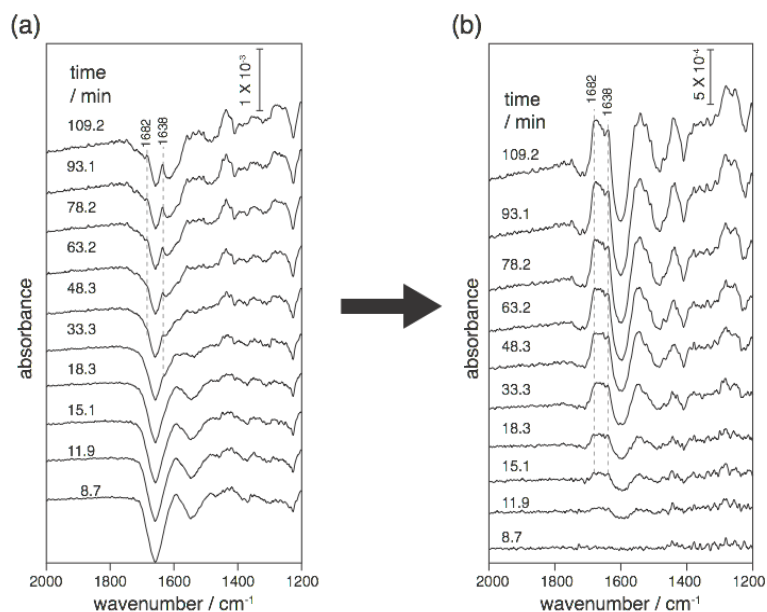 (a)
time
/ min
109.2
93.1
78.2
63.2
48.3
33.3
18.3
15.1
11.9
8.7
1682
1638
1 X 10⁻³
absorbance
2000 1800 1600 1400 1200
wavenumber / cm⁻¹
(b)
time
/ min
109.2
93.1
78.2
63.2
48.3
33.3
18.3
15.1
11.9
8.7
1682
1638
5 X 10⁻⁴
absorbance
2000 1800 1600 1400 1200
wavenumber / cm⁻¹